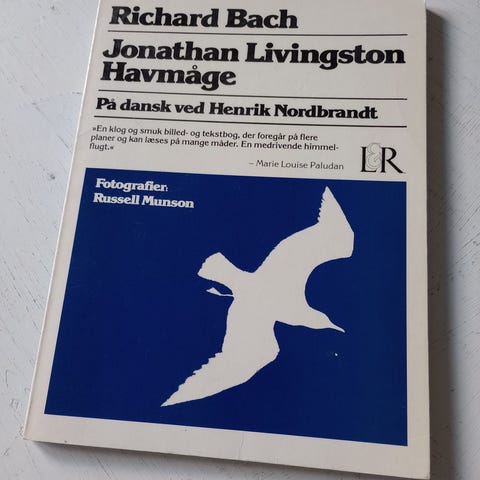 Richard Bach
Jonathan Livingston
Havmåge
På dansk ved Henrik Nordbrandt
»En klog og smuk billed- og tekstbog, der foregår på flere
planer og kan læses på mange måder. En medrivende himmel-
flugt.«
– Marie Louise Paludan
L&R
Fotografier:
Russell Munson